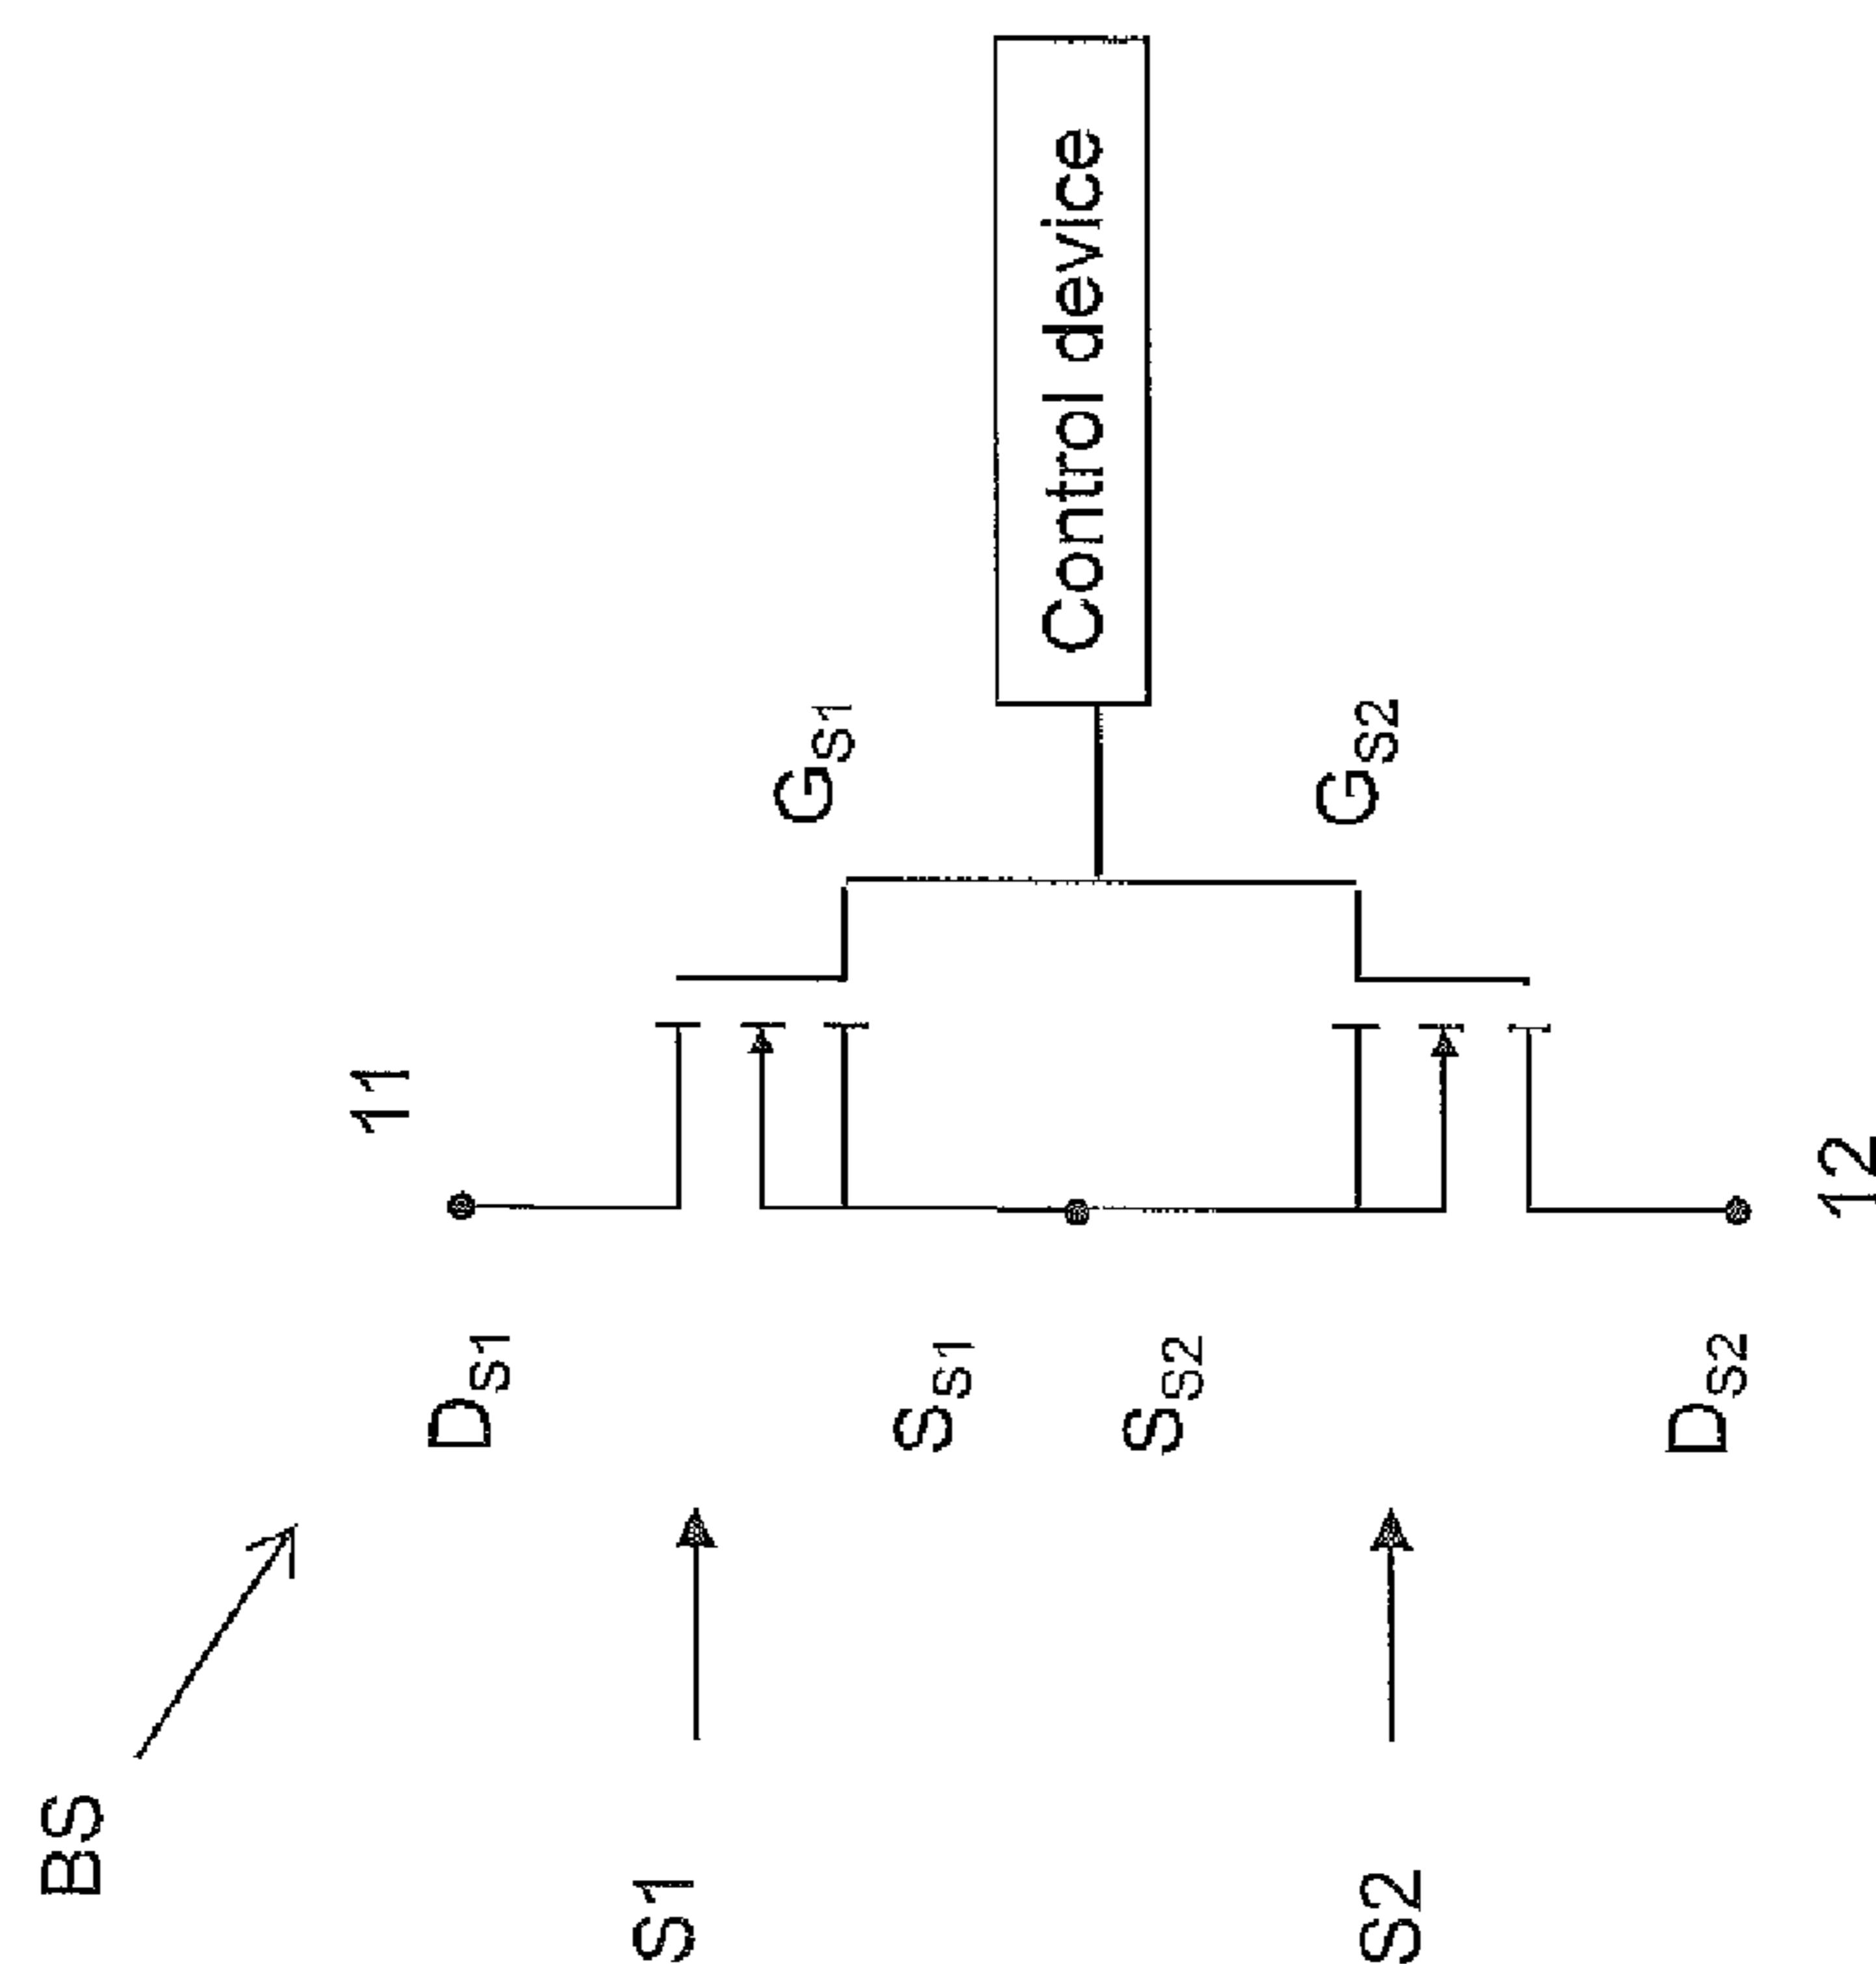 BS
11
D_S1
S1
G_S1
S_S1
Control device
S_S2
G_S2
S2
D_S2
12